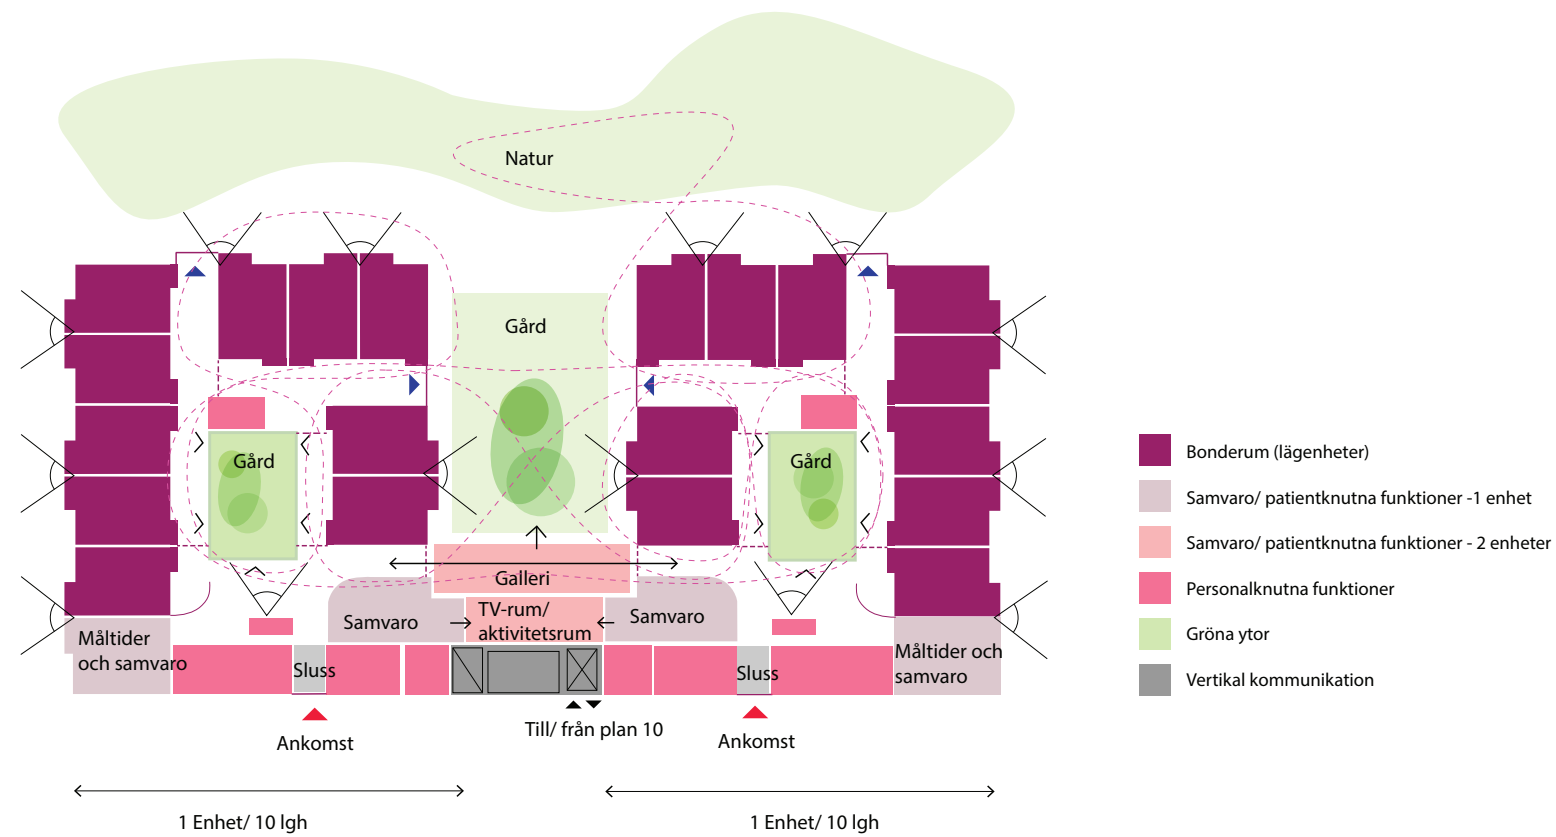 Natur
Gård
Gård
Gård
Galleri
TV-rum/
aktivitetsrum
Samvaro
Samvaro
Måltider
och samvaro
Måltider och
samvaro
Sluss
Sluss
Ankomst
Till/ från plan 10
Ankomst
1 Enhet/ 10 lgh
1 Enhet/ 10 lgh
Bonderum (lägenheter)
Samvaro/ patientknutna funktioner -1 enhet
Samvaro/ patientknutna funktioner - 2 enheter
Personalknutna funktioner
Gröna ytor
Vertikal kommunikation